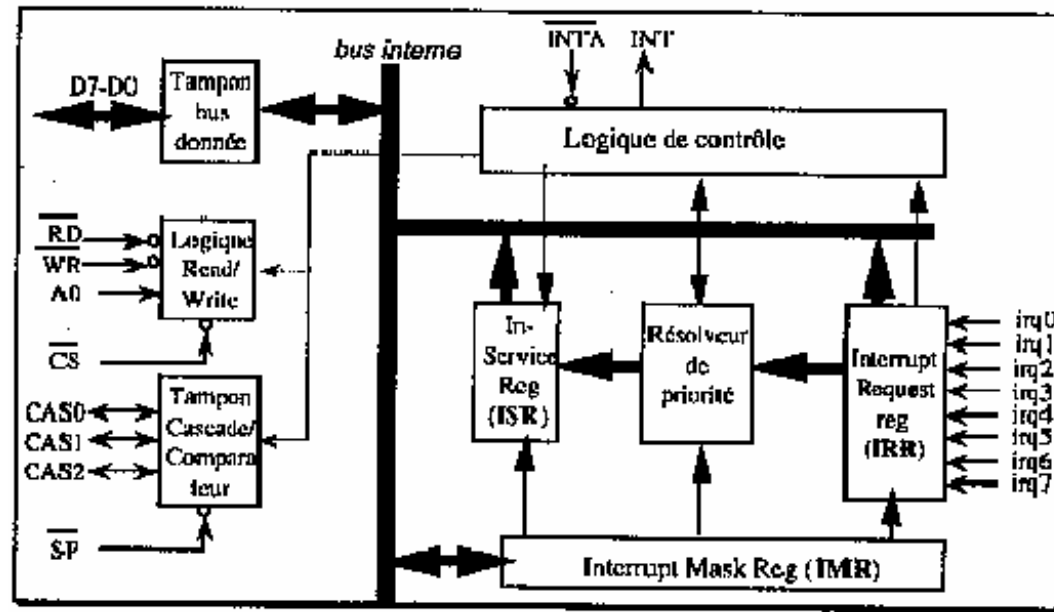 INTA INT
bus interne
D7-D0
Tampon
bus
donnée
Logique de contrôle
RD
WR
A0
CS
Logique
Read/
Write
CAS0
CAS1
CAS2
SP
Tampon
Cascade/
Compara
teur
In-
Service
Reg
(ISR)
Résolveur
de
priorité
Interrupt
Request
reg
(IRR)
irq0
irq1
irq2
irq3
irq4
irq5
irq6
irq7
Interrupt Mask Reg (IMR)